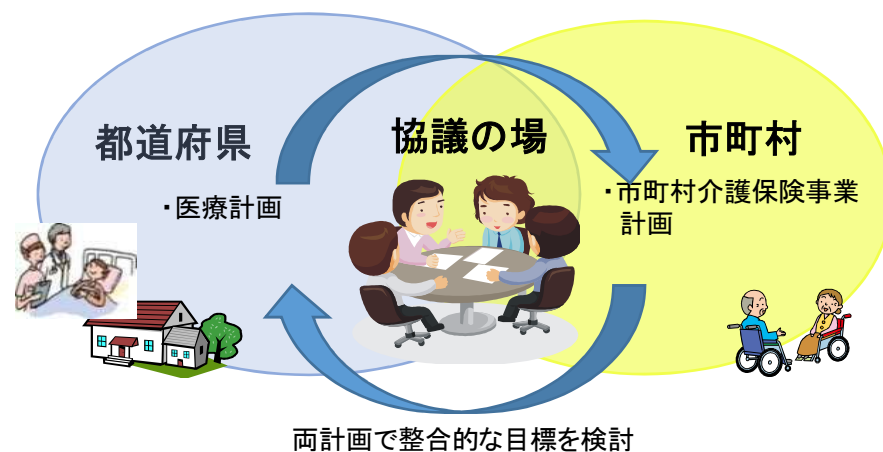 都道府県
・医療計画
協議の場
市町村
・市町村介護保険事業
計画
両計画で整合的な目標を検討